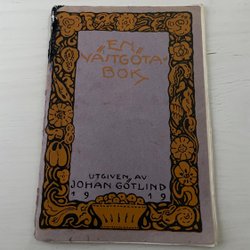 EN
VÄSTGÖTA-
BOK
UTGIVEN AV
JOHAN GÖTLIND
1919